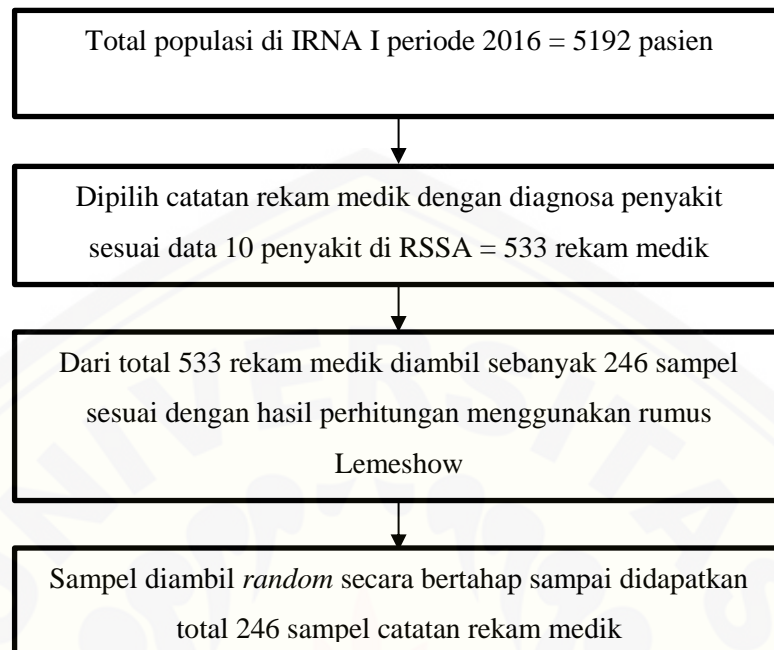 Total populasi di IRNA I periode 2016 = 5192 pasien
Dipilih catatan rekam medik dengan diagnosa penyakit
sesuai data 10 penyakit di RSSA = 533 rekam medik
Dari total 533 rekam medik diambil sebanyak 246 sampel
sesuai dengan hasil perhitungan menggunakan rumus
Lemeshow
Sampel diambil random secara bertahap sampai didapatkan
total 246 sampel catatan rekam medik
UNIVERSITAS